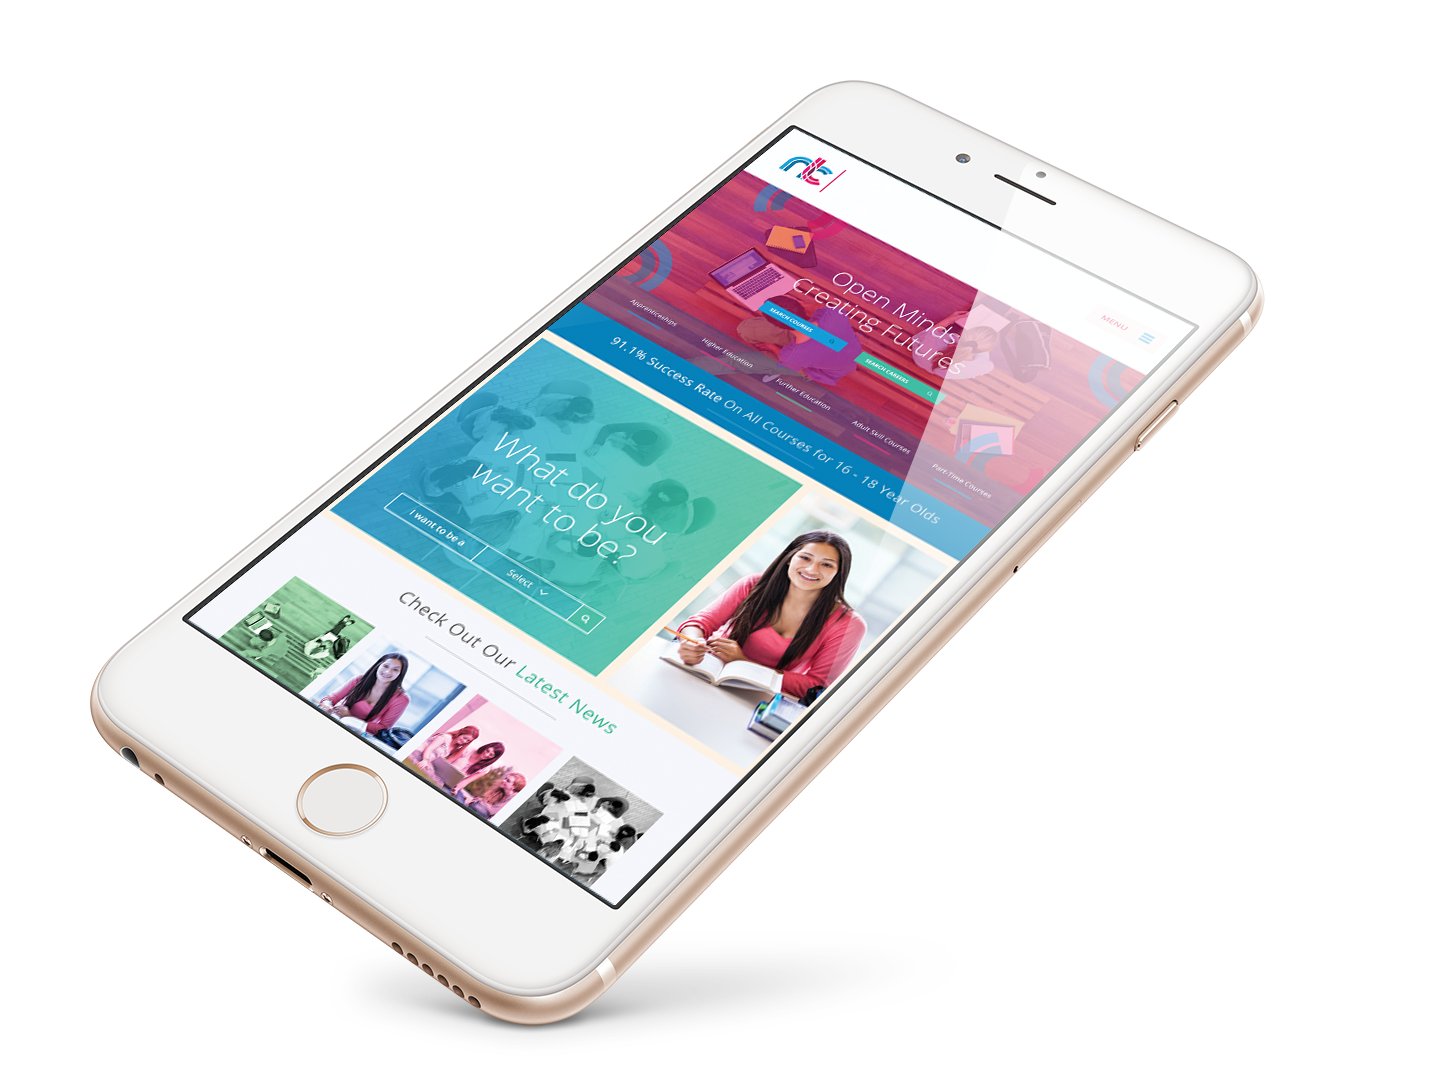 nlc
MENU
Open Minds
Creating Futures
SEARCH COURSES
SEARCH CAREERS
Apprenticeships
Higher Education
Further Education
Adult Skill Courses
Part-Time Courses
91.1% Success Rate On All Courses for 16 - 18 Year Olds
What do you
want to be?
I want to be a
Select
Check Out Our Latest News